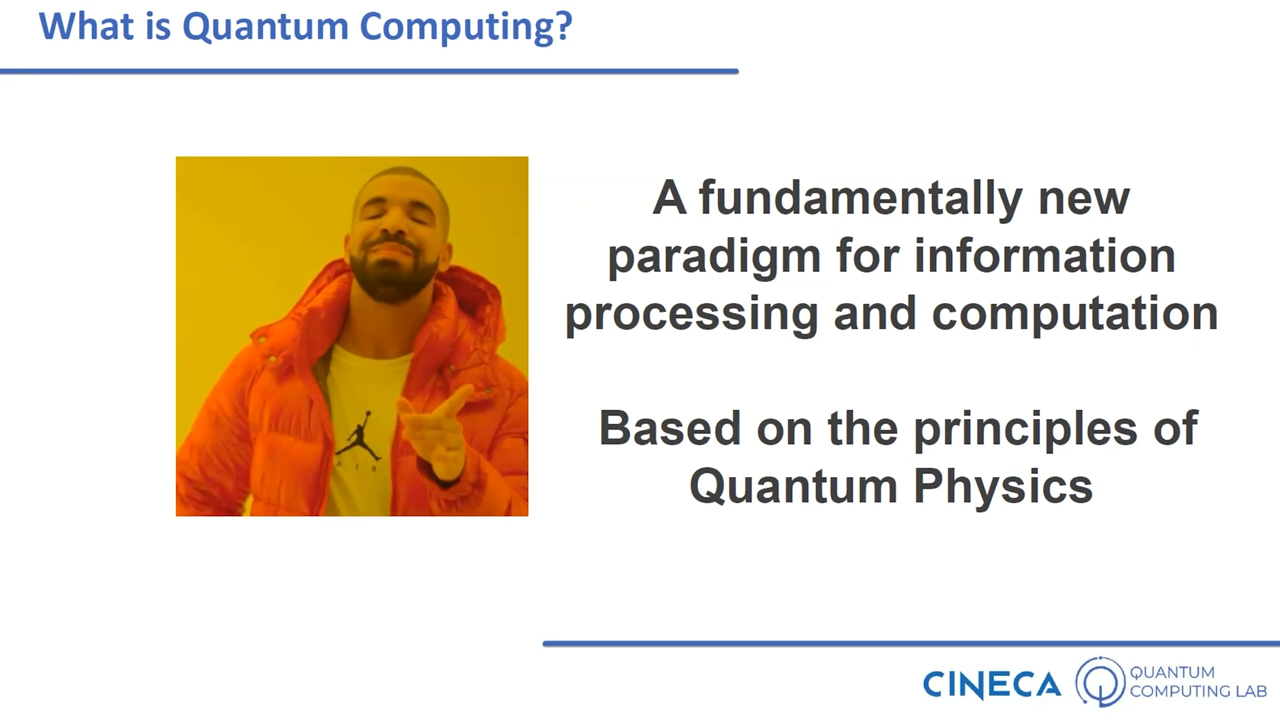 What is Quantum Computing?
A fundamentally new
paradigm for information
processing and computation
Based on the principles of
Quantum Physics
AIR
CINECA
QUANTUM
COMPUTING LAB